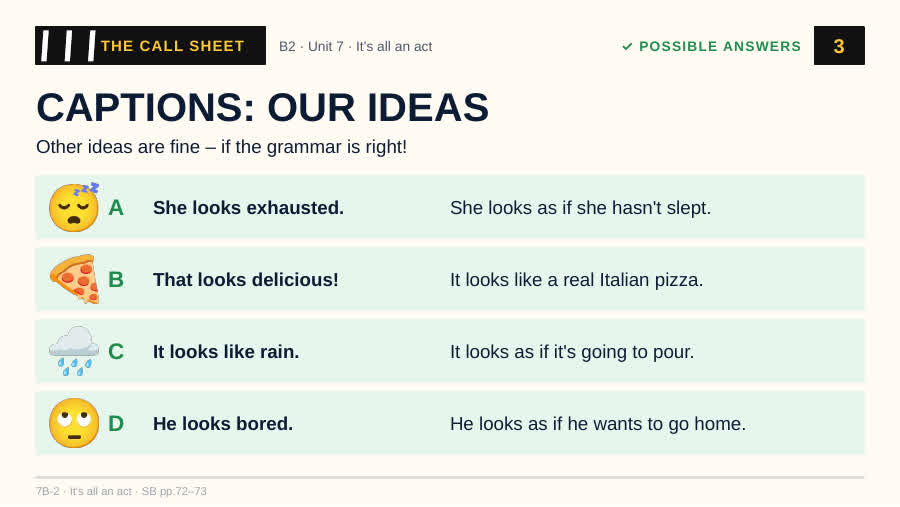 THE CALL SHEET
B2 · Unit 7 · It's all an act
✓ POSSIBLE ANSWERS
3
CAPTIONS: OUR IDEAS
Other ideas are fine – if the grammar is right!
A She looks exhausted. She looks as if she hasn't slept.
B That looks delicious! It looks like a real Italian pizza.
C It looks like rain. It looks as if it's going to pour.
D He looks bored. He looks as if he wants to go home.
7B-2 · It's all an act · SB pp.72–73